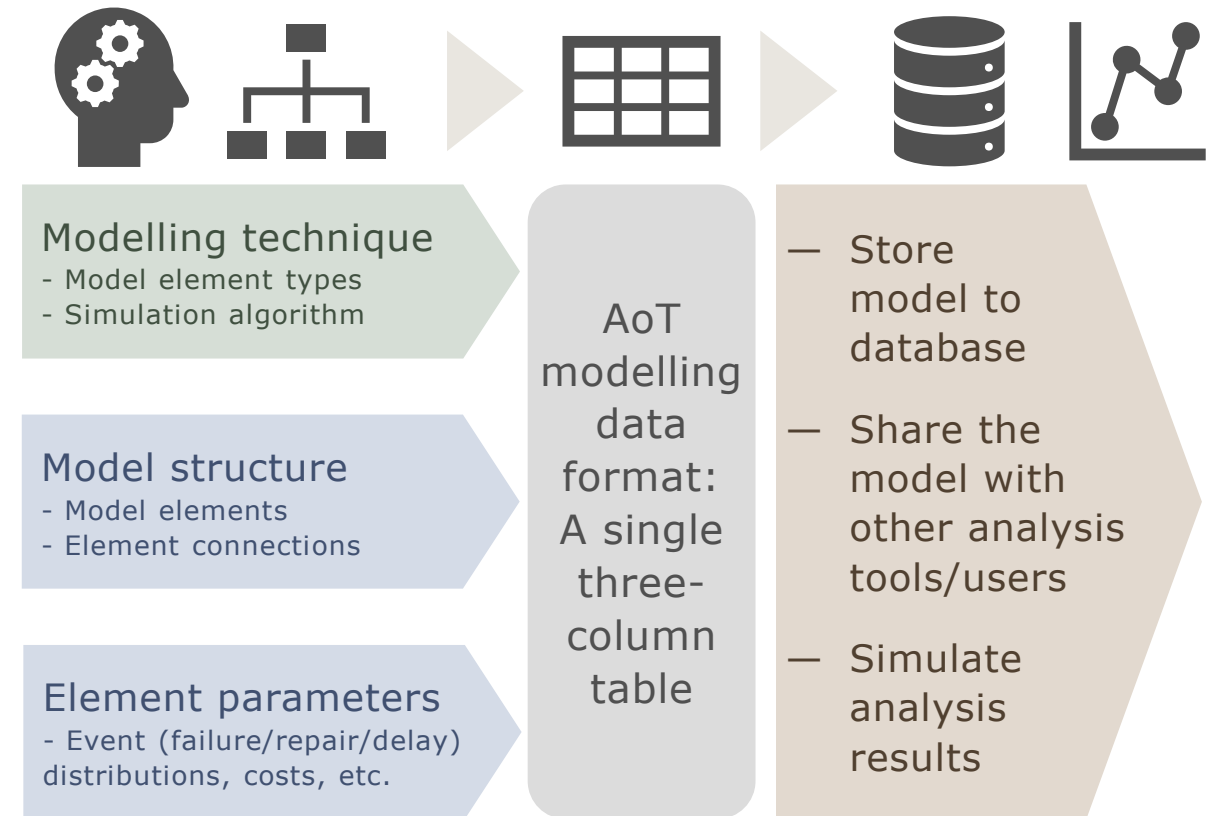 Modelling technique
- Model element types
- Simulation algorithm
Model structure
- Model elements
- Element connections
Element parameters
- Event (failure/repair/delay)
distributions, costs, etc.
AoT
modelling
data
format:
A single
three-
column
table
— Store
model to
database
— Share the
model with
other analysis
tools/users
— Simulate
analysis
results